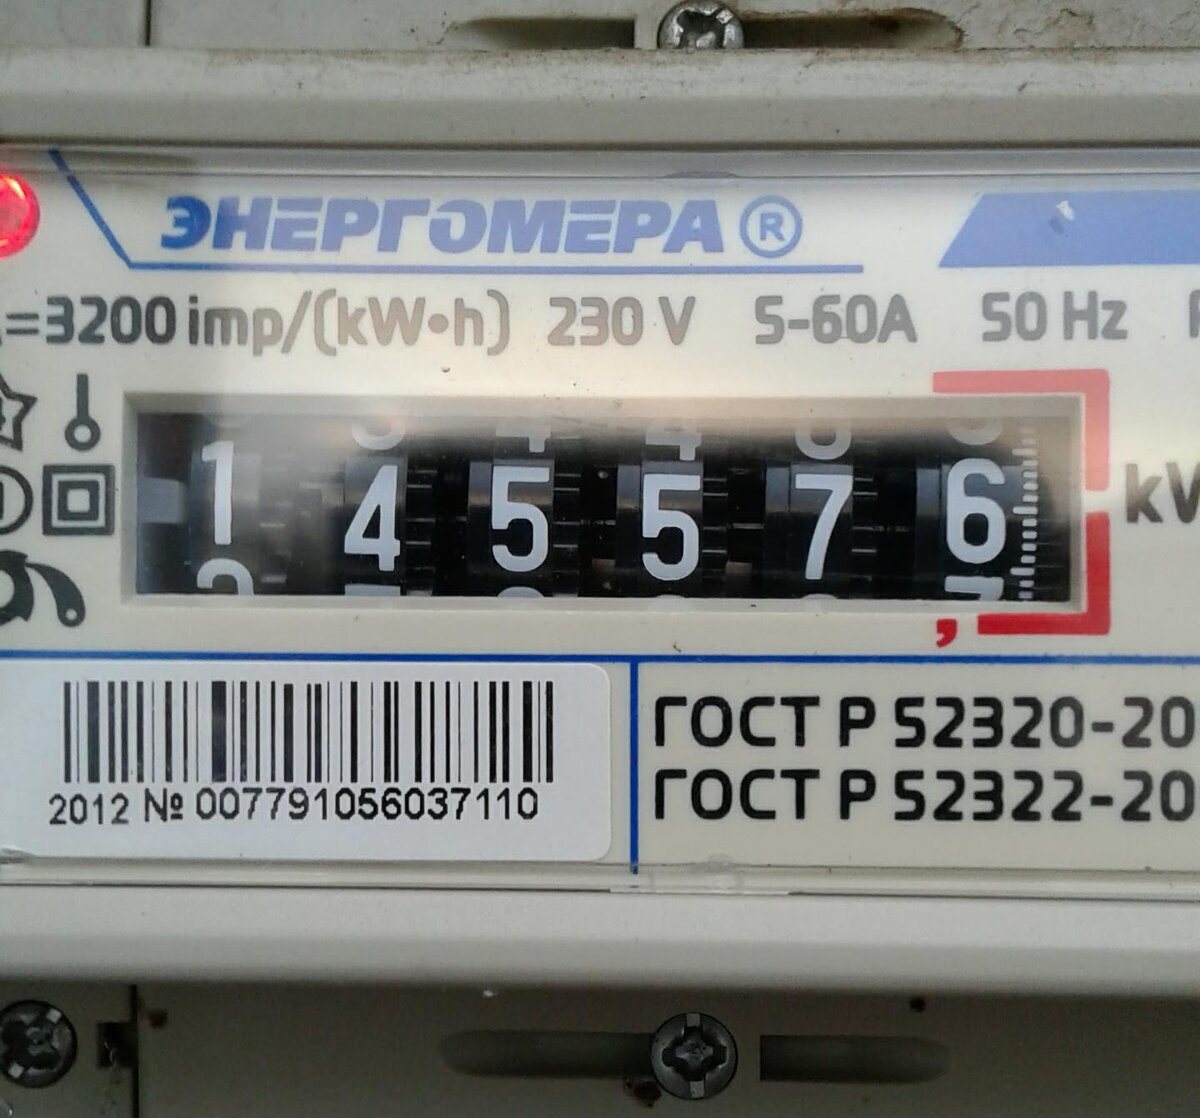 ЭНЕРГОМЕРА ®
=3200 imp/(kW•h) 230 V 5-60A 50 Hz
1 4 5 5 7 6
kW
,
2012 № 007791056037110
ГОСТ Р 52320-20
ГОСТ Р 52322-20